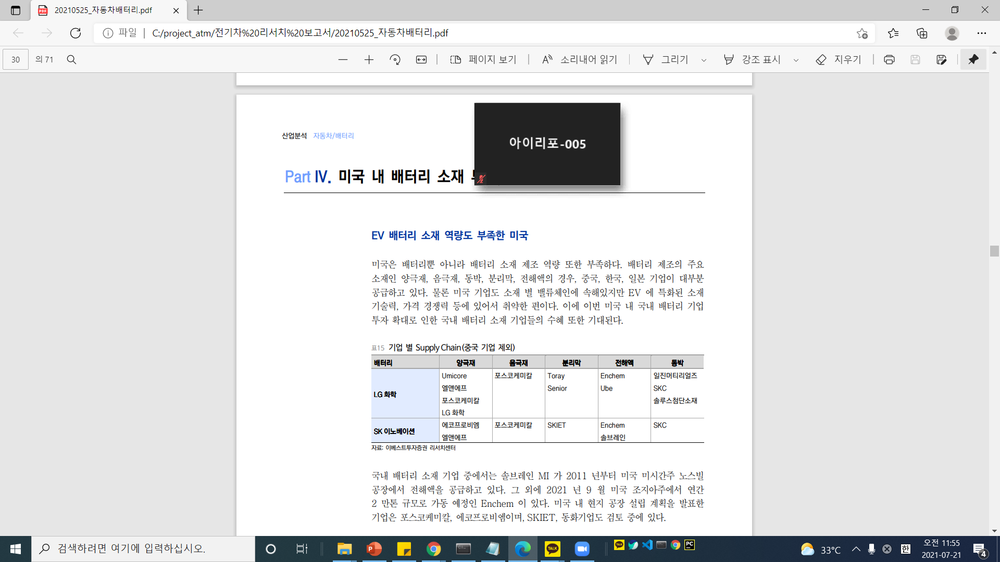 20210525_자동차배터리.pdf
파일 C:/project_atm/전기차%20리서치%20보고서/20210525_자동차배터리.pdf
30 의 71 페이지 보기 소리내어 읽기 그리기 강조 표시 지우기
산업분석 자동차/배터리
아이리포-005
Part IV. 미국 내 배터리 소재
EV 배터리 소재 역량도 부족한 미국
미국은 배터리뿐 아니라 배터리 소재 제조 역량 또한 부족하다. 배터리 제조의 주요
소재인 양극재, 음극재, 동박, 분리막, 전해액의 경우, 중국, 한국, 일본 기업이 대부분
공급하고 있다. 물론 미국 기업도 소재 별 밸류체인에 속해있지만 EV 에 특화된 소재
기술력, 가격 경쟁력 등에 있어서 취약한 편이다. 이에 이번 미국 내 국내 배터리 기업
투자 확대로 인한 국내 배터리 소재 기업들의 수혜 또한 기대된다.
표15 기업 별 Supply Chain(중국 기업 제외)
배터리 양극재 음극재 분리막 전해액 동박
Umicore 포스코케미칼 Toray Enchem 일진머티리얼즈
엘앤에프 Senior Ube SKC
LG 화학
포스코케미칼 솔루스첨단소재
LG 화학
에코프로비엠 포스코케미칼 SKIET Enchem SKC
SK 이노베이션
엘앤에프 솔브레인
자료: 이베스트투자증권 리서치센터
국내 배터리 소재 기업 중에서는 솔브레인 MI 가 2011 년부터 미국 미시간주 노스빌
공장에서 전해액을 공급하고 있다. 그 외에 2021 년 9 월 미국 조지아주에서 연간
2 만톤 규모로 가동 예정인 Enchem 이 있다. 미국 내 현지 공장 설립 계획을 발표한
기업은 포스코케미칼, 에코프로비엠이며, SKIET, 동화기업도 검토 중에 있다.
검색하려면 여기에 입력하십시오.
TALK
TALK
PC
33°C
한
오전 11:55
2021-07-21
4